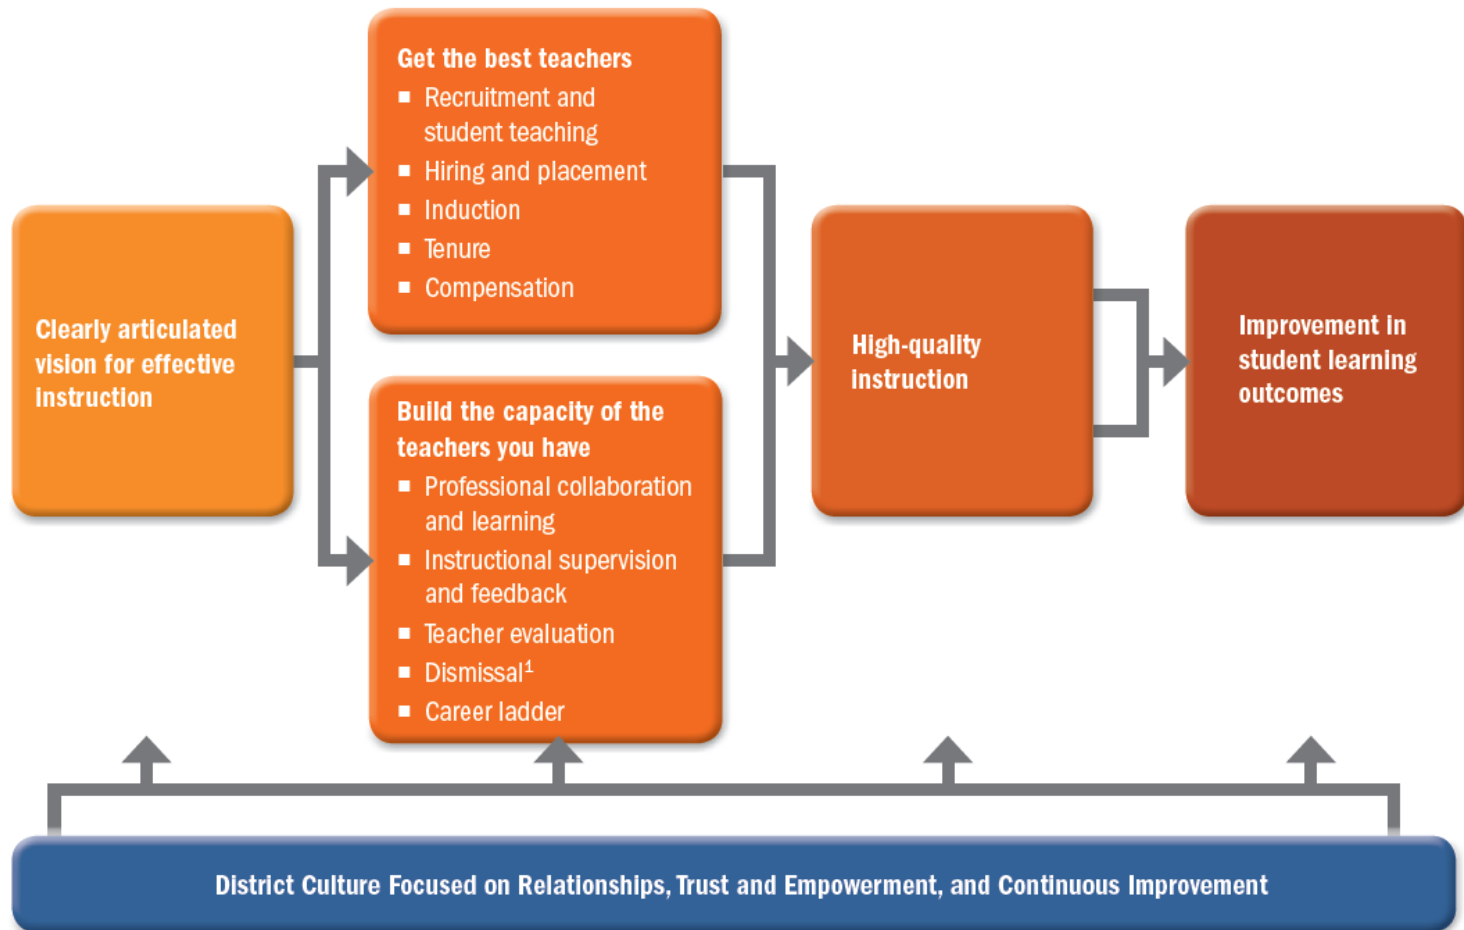 Clearly articulated
vision for effective
instruction
Get the best teachers
▪ Recruitment and
student teaching
▪ Hiring and placement
▪ Induction
▪ Tenure
▪ Compensation
Build the capacity of the
teachers you have
▪ Professional collaboration
and learning
▪ Instructional supervision
and feedback
▪ Teacher evaluation
▪ Dismissal¹
▪ Career ladder
High-quality
instruction
Improvement in
student learning
outcomes
District Culture Focused on Relationships, Trust and Empowerment, and Continuous Improvement